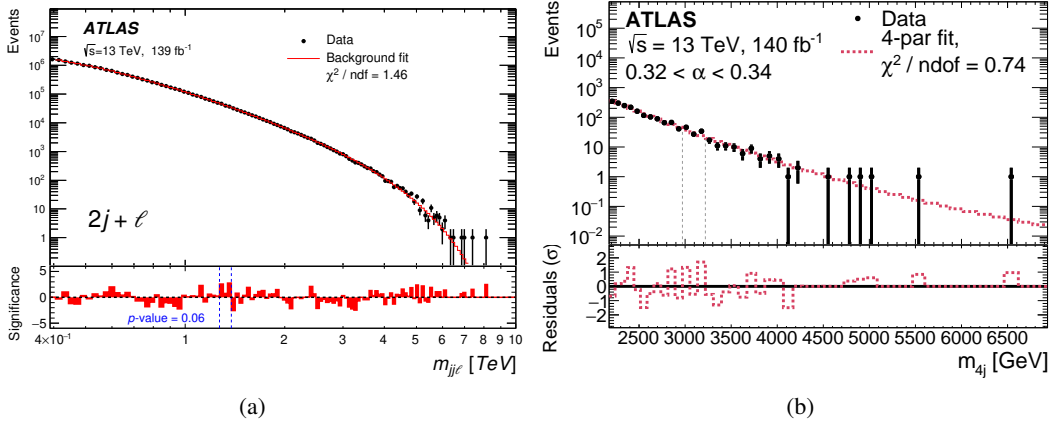 Events
10⁷
10⁶
10⁵
10⁴
10³
10²
10
1
ATLAS
√s=13 TeV, 139 fb⁻¹
Data
Background fit
χ² / ndf = 1.46
2j + ℓ
Significance
5
0
−5
p-value = 0.06
4×10⁻¹ 1 2 3 4 5 6 7 8 9 10
m_jjℓ [TeV]
(a)
Events
10⁵
10⁴
10³
10²
10
1
10⁻¹
10⁻²
ATLAS
√s = 13 TeV, 140 fb⁻¹
0.32 < α < 0.34
Data
4-par fit,
χ² / ndof = 0.74
Residuals (σ)
2
1
0
−1
−2
2500 3000 3500 4000 4500 5000 5500 6000 6500
m_4j [GeV]
(b)